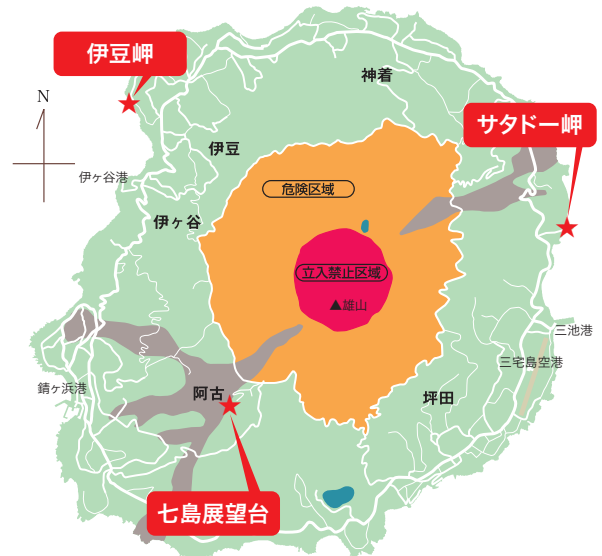 伊豆岬
神着
N
サタドー岬
伊豆
伊ヶ谷港
危険区域
伊ヶ谷
立入禁止区域
▲雄山
三池港
三宅島空港
錆ヶ浜港
阿古
坪田
七島展望台